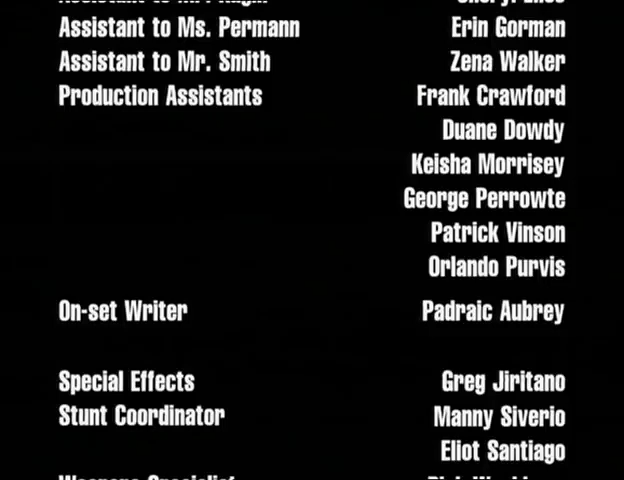 Assistant to Ms. Permann Erin Gorman
Assistant to Mr. Smith Zena Walker
Production Assistants Frank Crawford
Duane Dowdy
Keisha Morrisey
George Perrowte
Patrick Vinson
Orlando Purvis
On-set Writer Padraic Aubrey
Special Effects Greg Jiritano
Stunt Coordinator Manny Siverio
Eliot Santiago